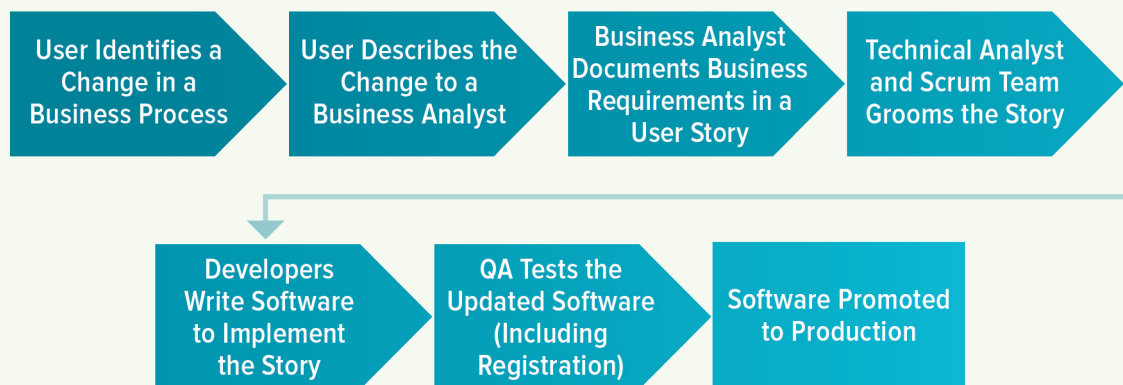 User Identifies a
Change in a
Business Process
User Describes the
Change to a
Business Analyst
Business Analyst
Documents Business
Requirements in a
User Story
Technical Analyst
and Scrum Team
Grooms the Story
Developers
Write Software
to Implement
the Story
QA Tests the
Updated Software
(Including
Registration)
Software Promoted
to Production